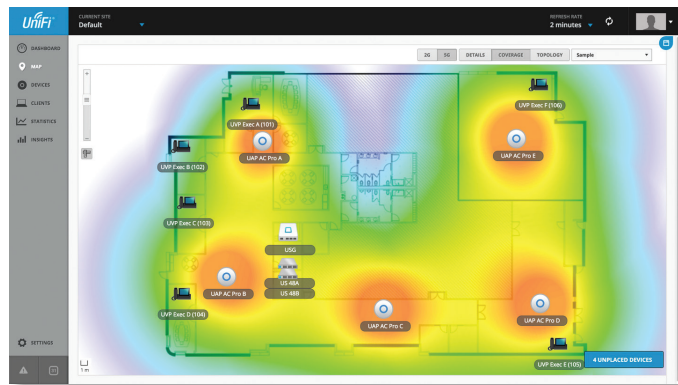 UniFi
CURRENT SITE
Default
REFRESH RATE
2 minutes
DASHBOARD
MAP
DEVICES
CLIENTS
STATISTICS
INSIGHTS
SETTINGS
2G 5G DETAILS COVERAGE TOPOLOGY Sample
UVP Exec A (101)
UAP AC Pro A
UVP Exec F (106)
UAP AC Pro E
UVP Exec B (102)
UVP Exec C (103)
USG
US 48A
US 48B
UAP AC Pro B
UVP Exec D (104)
UAP AC Pro C
UAP AC Pro D
UVP Exec E (105)
4 UNPLACED DEVICES
1 m